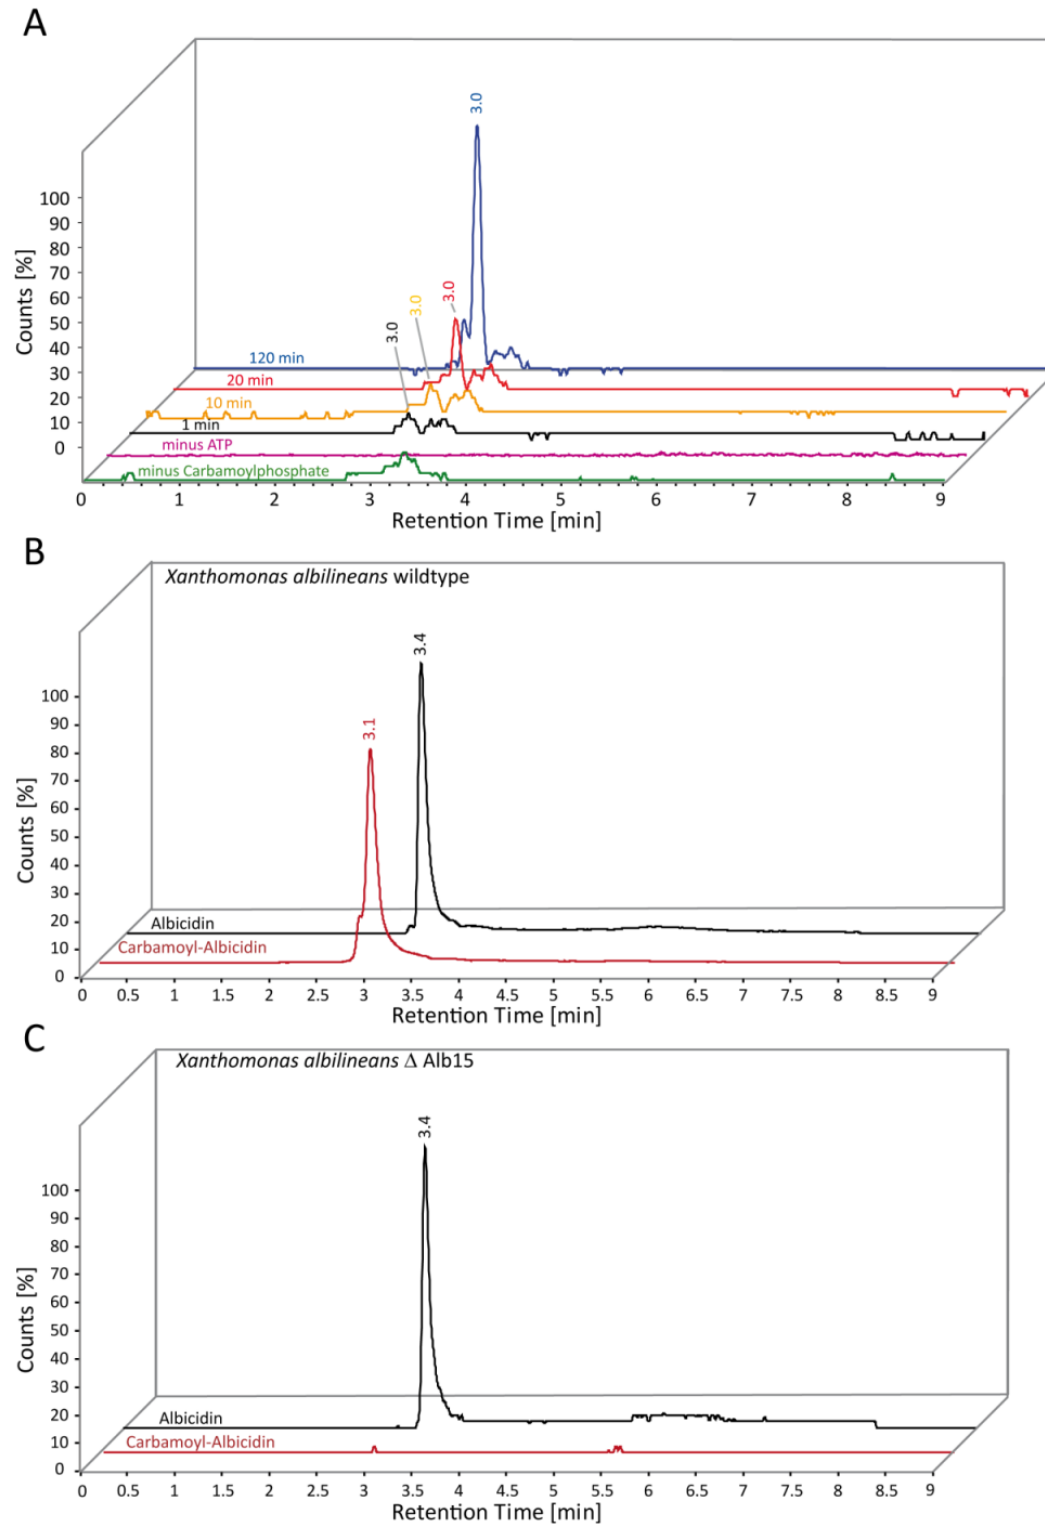 A
3.0
3.0
3.0
3.0
100
90
80
70
60
50
40
30
20
10
0
Counts [%]
120 min
20 min
10 min
1 min
minus ATP
minus Carbamoylphosphate
0 1 2 3 4 5 6 7 8 9
Retention Time [min]
B
Xanthomonas albilineans wildtype
3.4
3.1
100
90
80
70
60
50
40
30
20
10
0
Counts [%]
Albicidin
Carbamoyl-Albicidin
0 0.5 1 1.5 2 2.5 3 3.5 4 4.5 5 5.5 6 6.5 7 7.5 8 8.5 9
Retention Time [min]
C
Xanthomonas albilineans Δ Alb15
3.4
100
90
80
70
60
50
40
30
20
10
0
Counts [%]
Albicidin
Carbamoyl-Albicidin
0 0.5 1 1.5 2 2.5 3 3.5 4 4.5 5 5.5 6 6.5 7 7.5 8 8.5 9
Retention Time [min]